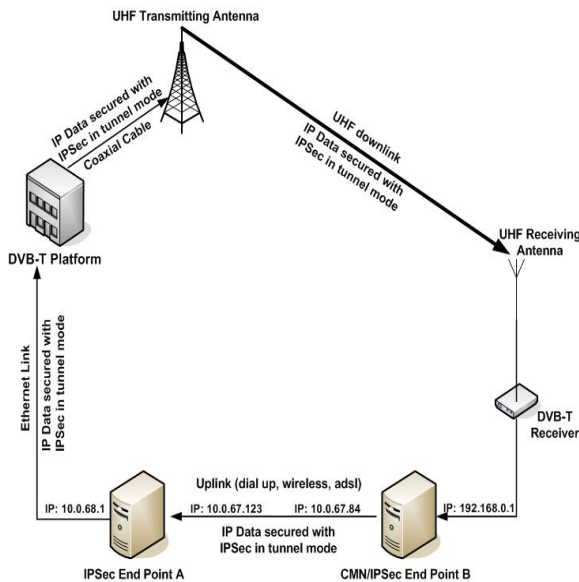 UHF Transmitting Antenna
IP Data secured with
IPSec in tunnel mode
Coaxial Cable
UHF downlink
IP Data secured with
IPSec in tunnel mode
UHF Receiving
Antenna
DVB-T Platform
Ethernet Link
IP Data secured with
IPSec in tunnel mode
DVB-T
Receiver
Uplink (dial up, wireless, adsl)
IP: 10.0.68.1
IP: 10.0.67.123
IP: 10.0.67.84
IP: 192.168.0.1
IP Data secured with
IPSec in tunnel mode
IPSec End Point A
CMN/IPSec End Point B